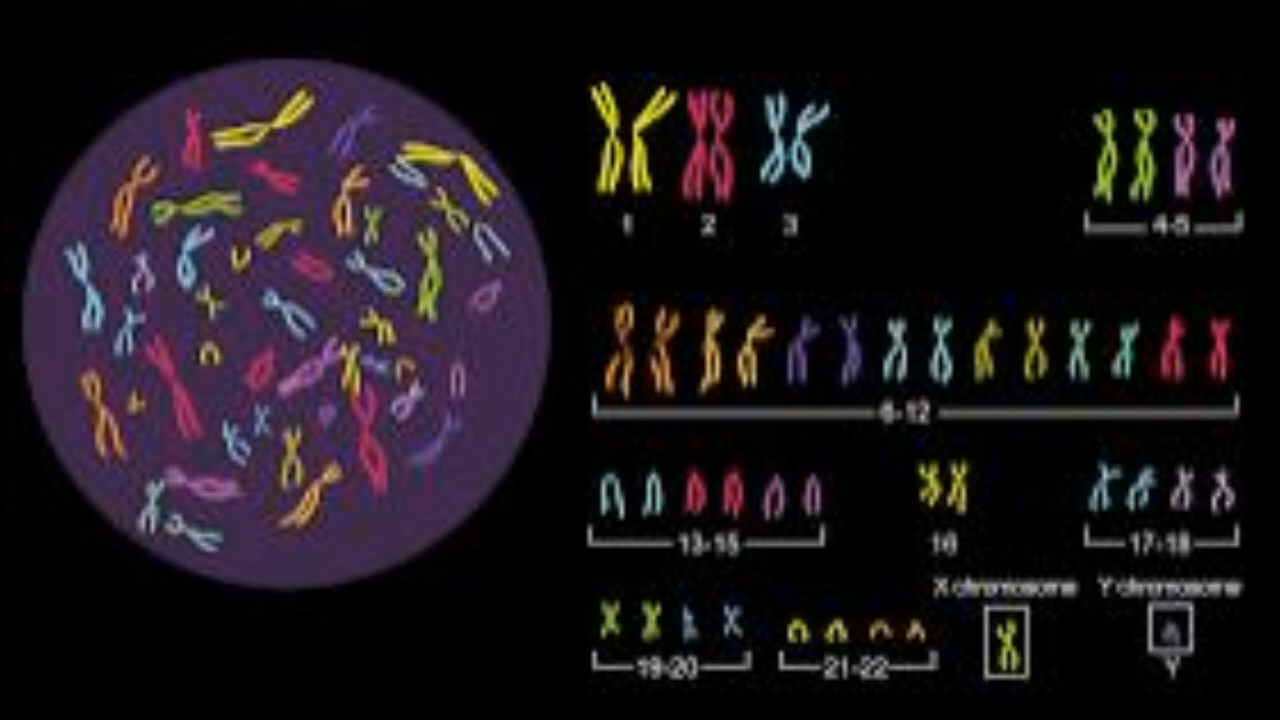 1 2 3 4-5
6-12
13-15 16 17-18
X chromosome Y chromosome
19-20 21-22 Y